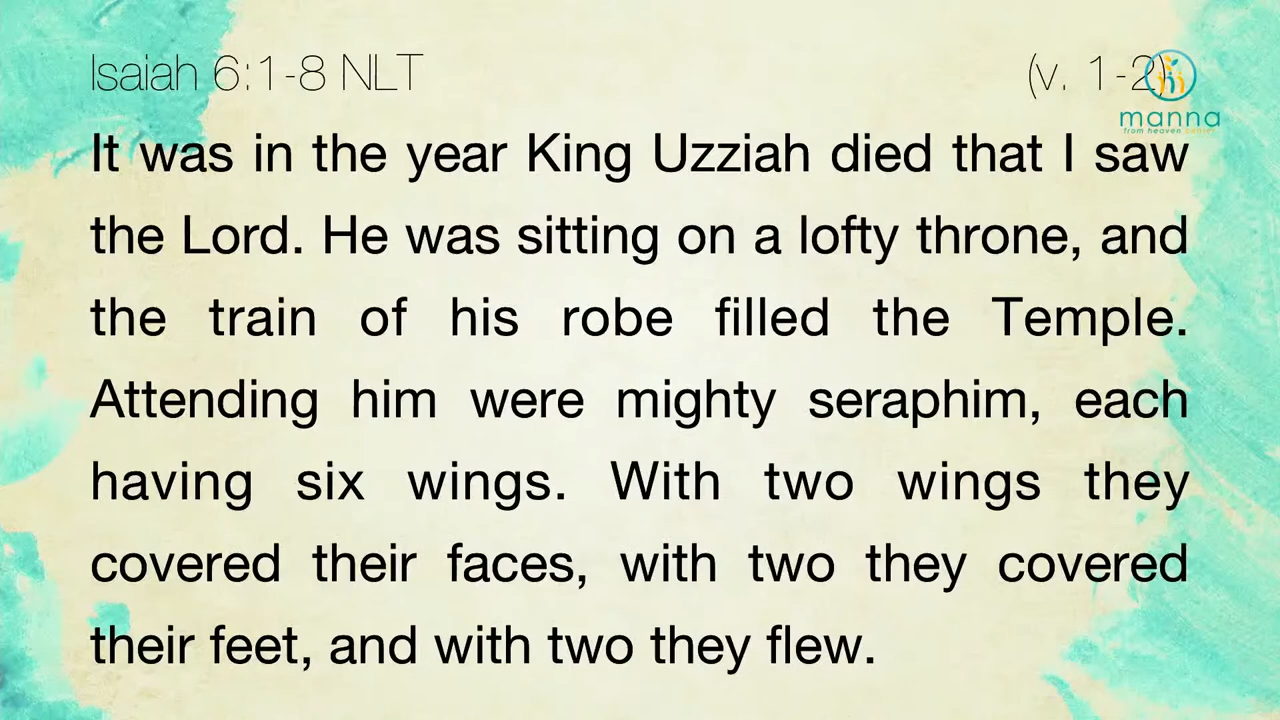 Isaiah 6:1-8 NLT (v. 1-2)
manna
from heaven center
It was in the year King Uzziah died that I saw
the Lord. He was sitting on a lofty throne, and
the train of his robe filled the Temple.
Attending him were mighty seraphim, each
having six wings. With two wings they
covered their faces, with two they covered
their feet, and with two they flew.